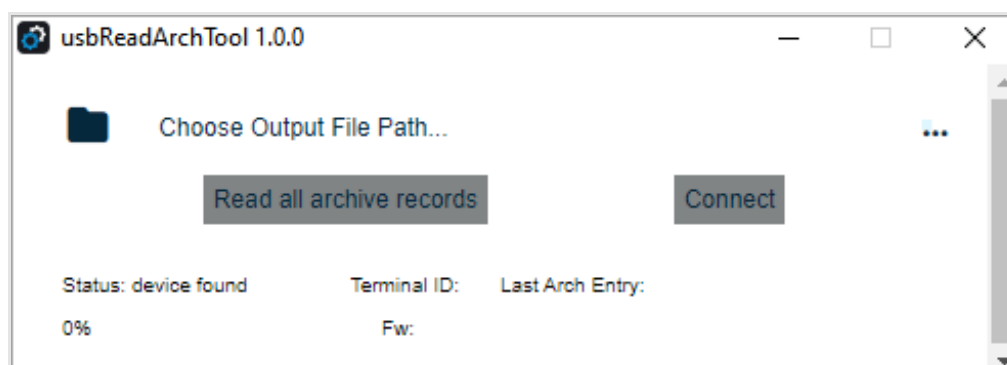 usbReadArchTool 1.0.0
Choose Output File Path...
...
Read all archive records Connect
Status: device found Terminal ID: Last Arch Entry:
0% Fw: